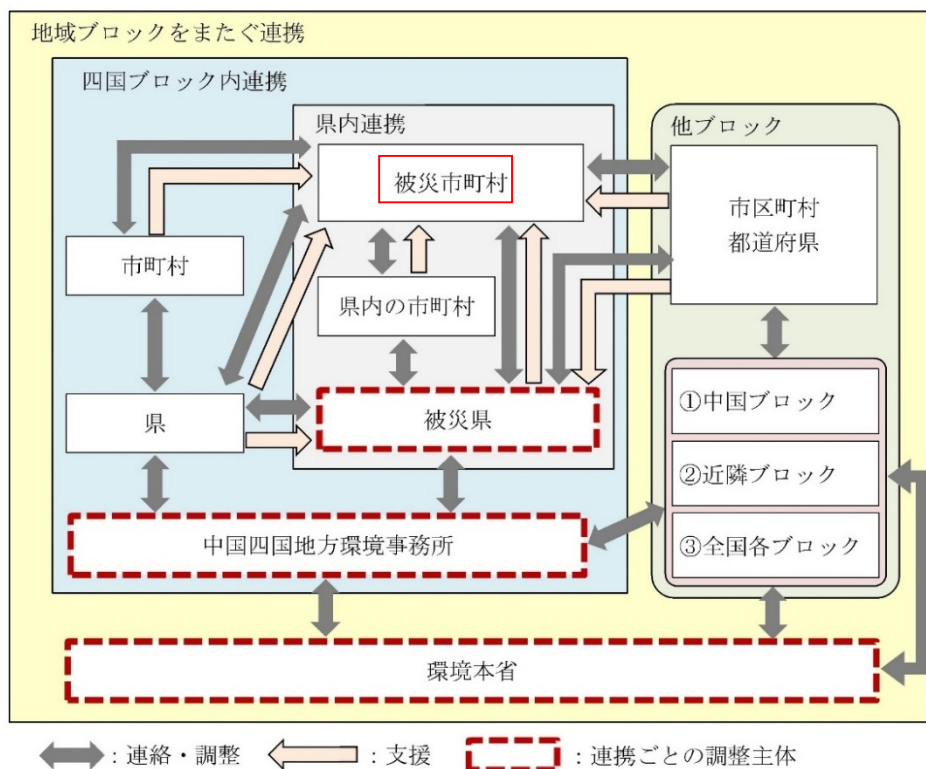 地域ブロックをまたぐ連携
四国ブロック内連携
県内連携
他ブロック
被災市町村
市区町村
都道府県
市町村
県内の市町村
県
被災県
①中国ブロック
②近隣ブロック
③全国各ブロック
中国四国地方環境事務所
環境本省
：連絡・調整
：支援
：連携ごとの調整主体